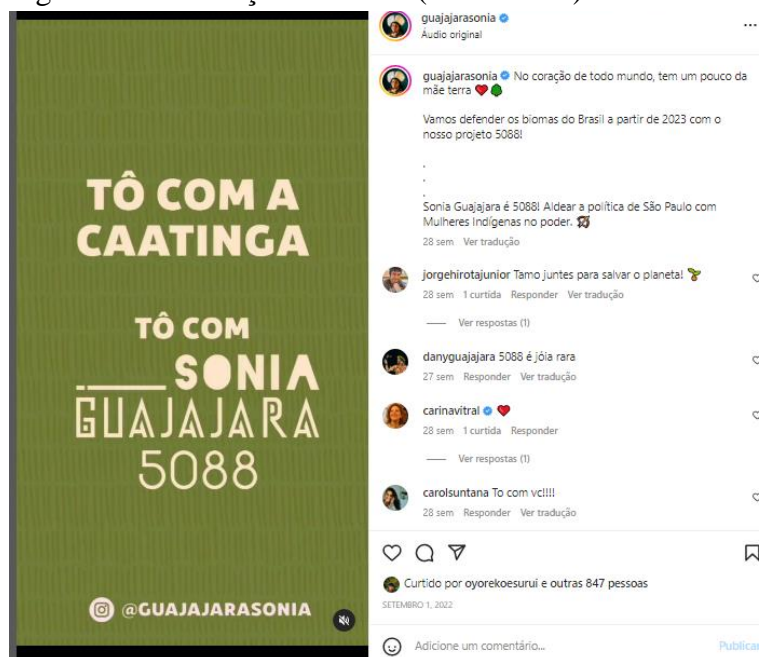 TÔ COM A
CAATINGA
TÔ COM
SONIA
GUAJAJARA
5088
@GUAJAJARASONIA
guajajarasonia
Áudio original
guajajarasonia No coração de todo mundo, tem um pouco da
mãe terra
Vamos defender os biomas do Brasil a partir de 2023 com o
nosso projeto 5088!
.
.
.
Sonia Guajajara é 5088! Aldear a política de São Paulo com
Mulheres Indígenas no poder.
28 sem Ver tradução
jorgehirotajunior Tamo juntes para salvar o planeta!
28 sem 1 curtida Responder Ver tradução
Ver respostas (1)
danyguajajara 5088 é jóia rara
27 sem Responder Ver tradução
carinavitral
28 sem 1 curtida Responder
Ver respostas (1)
carolsuntana To com vc!!!!
28 sem Responder Ver tradução
Curtido por oyorekoesurui e outras 847 pessoas
SETEMBRO 1, 2022
Adicione um comentário...
Publicar